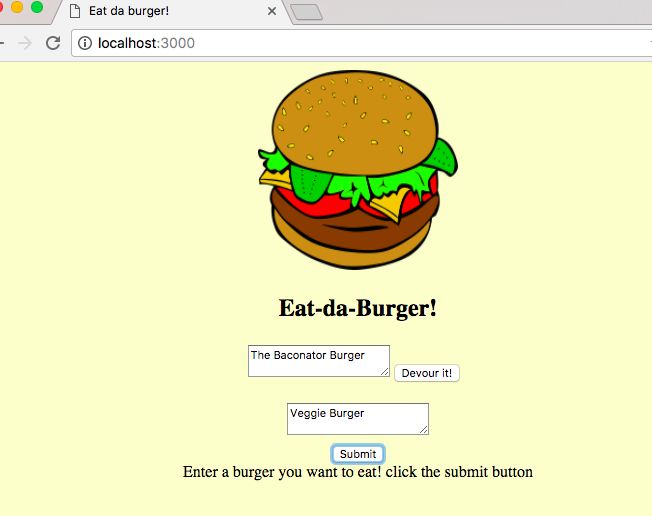 Eat da burger!
localhost:3000
Eat-da-Burger!
The Baconator Burger
Devour it!
Veggie Burger
Submit
Enter a burger you want to eat! click the submit button